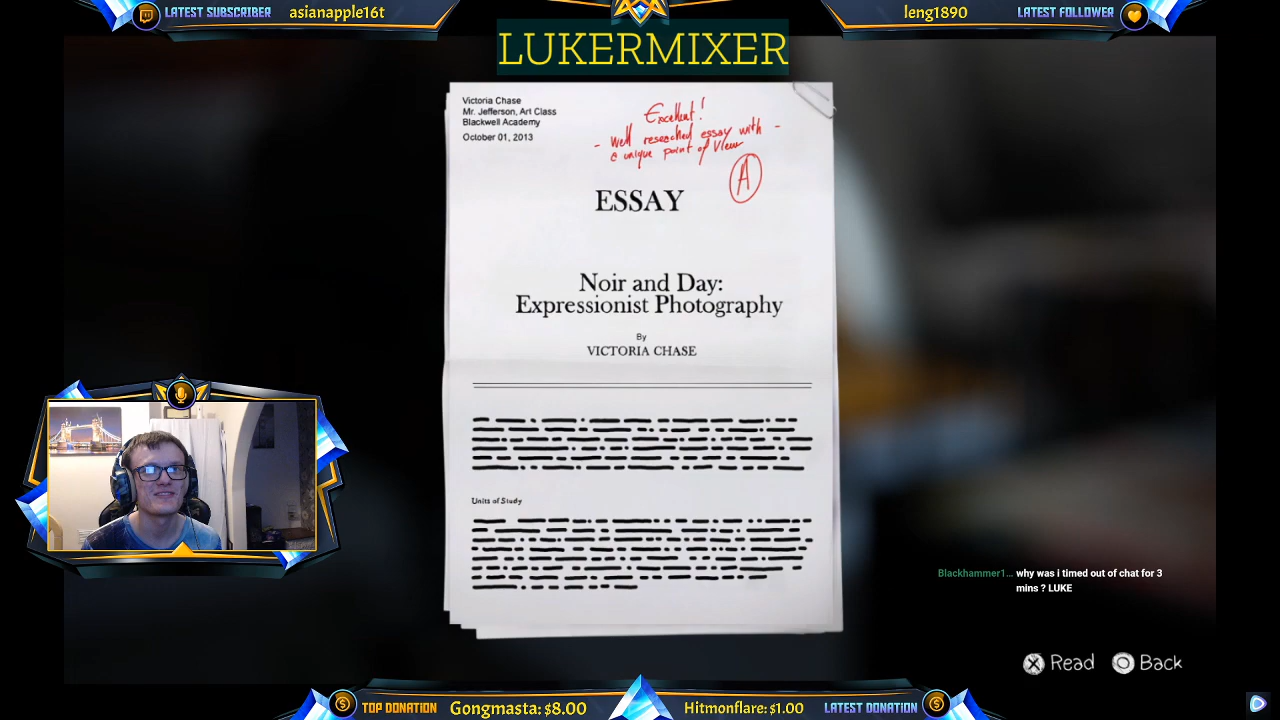 LATEST SUBSCRIBER asianapple16t
leng1890 LATEST FOLLOWER
LUKERMIXER
Victoria Chase
Mr. Jefferson, Art Class
Blackwell Academy
October 01, 2013
Excellent!
- Well reseached essay with -
a unique point of View
A
ESSAY
Noir and Day:
Expressionist Photography
By
VICTORIA CHASE
Units of Study
Blackhammer1... why was i timed out of chat for 3
mins ? LUKE
Read Back
TOP DONATION Gongmasta: $8.00
Hitmonflare: $1.00 LATEST DONATION